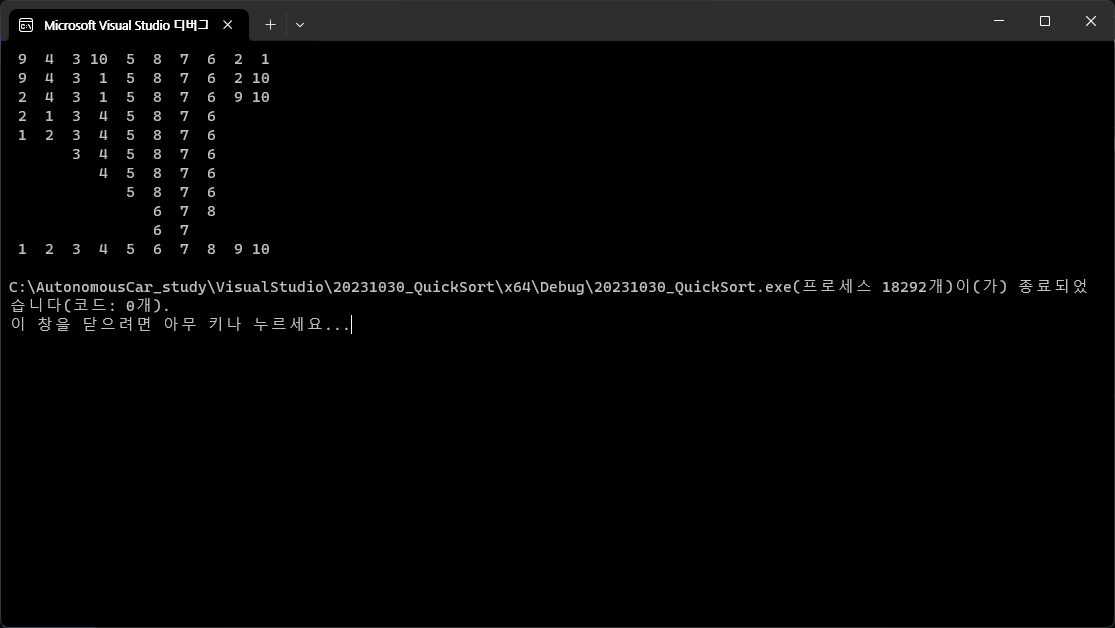 Microsoft Visual Studio 디버그
9 4 3 10 5 8 7 6 2 1
9 4 3 1 5 8 7 6 2 10
2 4 3 1 5 8 7 6 9 10
2 1 3 4 5 8 7 6
1 2 3 4 5 8 7 6
3 4 5 8 7 6
4 5 8 7 6
5 8 7 6
6 7 8
6 7
1 2 3 4 5 6 7 8 9 10
C:\AutonomousCar_study\VisualStudio\20231030_QuickSort\x64\Debug\20231030_QuickSort.exe(프로세스 18292개)이(가) 종료되었
습니다(코드: 0개).
이 창을 닫으려면 아무 키나 누르세요...